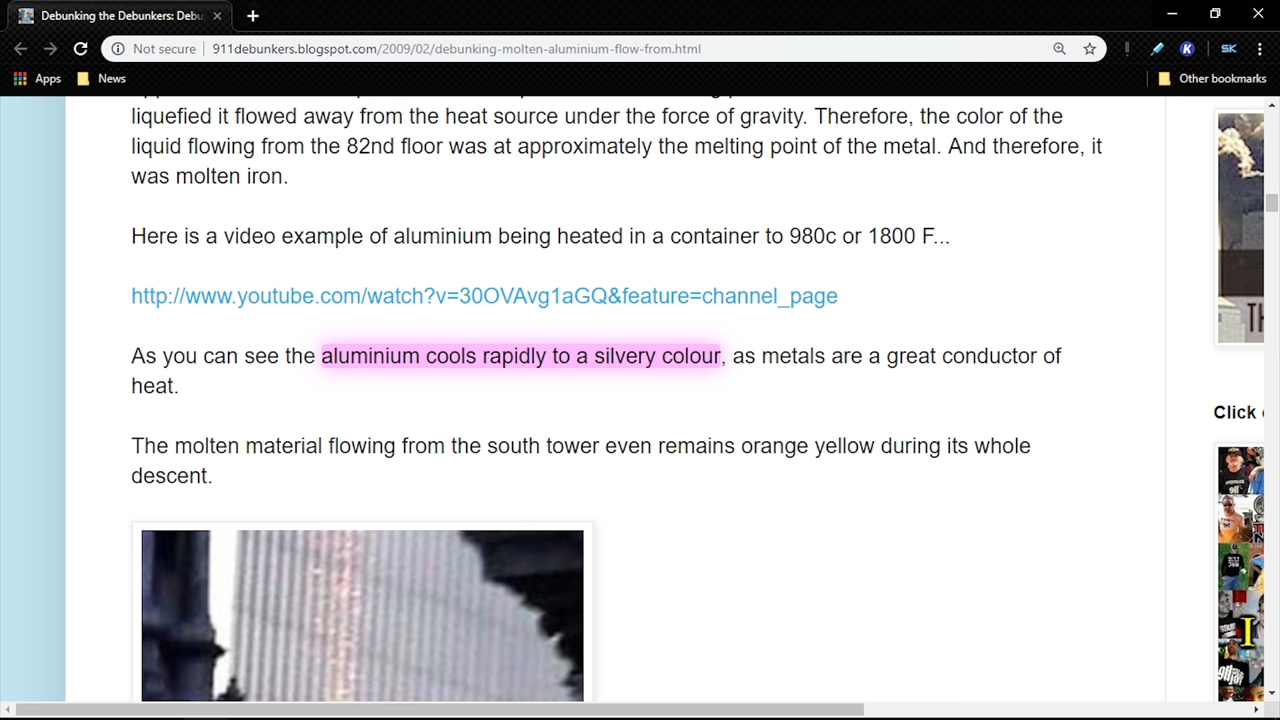 Debunking the Debunkers: Debu
Not secure
911debunkers.blogspot.com/2009/02/debunking-molten-aluminium-flow-from.html
K
SK
Apps
News
Other bookmarks
liquefied it flowed away from the heat source under the force of gravity. Therefore, the color of the
liquid flowing from the 82nd floor was at approximately the melting point of the metal. And therefore, it
was molten iron.
Here is a video example of aluminium being heated in a container to 980c or 1800 F...
http://www.youtube.com/watch?v=30OVAvg1aGQ&feature=channel_page
As you can see the aluminium cools rapidly to a silvery colour, as metals are a great conductor of
heat.
The molten material flowing from the south tower even remains orange yellow during its whole
descent.
TH
Click